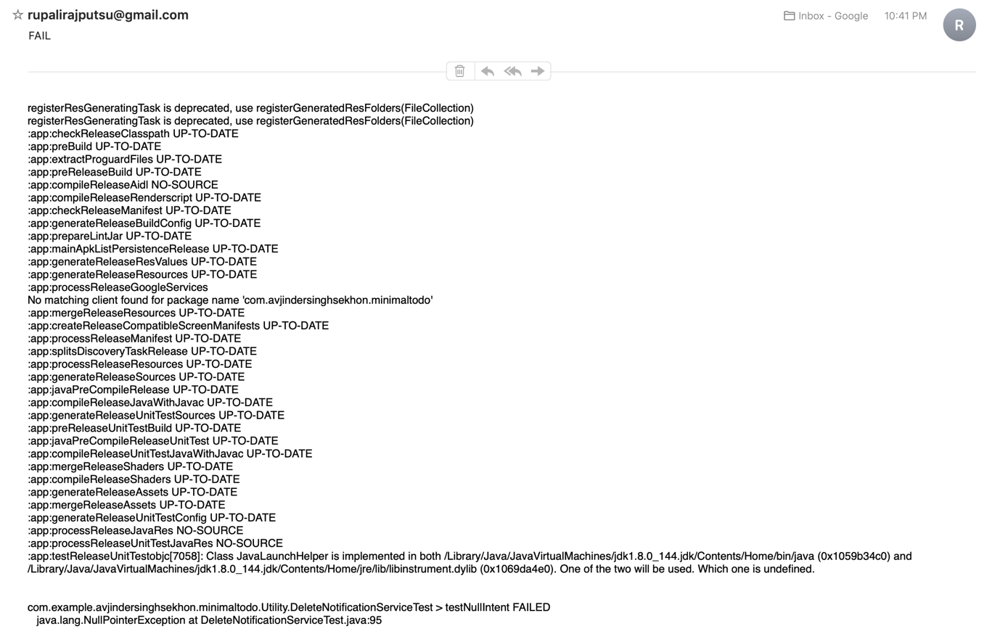 rupalirajputsu@gmail.com
Inbox - Google 10:41 PM
R
FAIL
registerResGeneratingTask is deprecated, use registerGeneratedResFolders(FileCollection)
registerResGeneratingTask is deprecated, use registerGeneratedResFolders(FileCollection)
:app:checkReleaseClasspath UP-TO-DATE
:app:preBuild UP-TO-DATE
:app:extractProguardFiles UP-TO-DATE
:app:preReleaseBuild UP-TO-DATE
:app:compileReleaseAidl NO-SOURCE
:app:compileReleaseRenderscript UP-TO-DATE
:app:checkReleaseManifest UP-TO-DATE
:app:generateReleaseBuildConfig UP-TO-DATE
:app:prepareLintJar UP-TO-DATE
:app:mainApkListPersistenceRelease UP-TO-DATE
:app:generateReleaseResValues UP-TO-DATE
:app:generateReleaseResources UP-TO-DATE
:app:processReleaseGoogleServices
No matching client found for package name 'com.avjindersinghsekhon.minimaltodo'
:app:mergeReleaseResources UP-TO-DATE
:app:createReleaseCompatibleScreenManifests UP-TO-DATE
:app:processReleaseManifest UP-TO-DATE
:app:splitsDiscoveryTaskRelease UP-TO-DATE
:app:processReleaseResources UP-TO-DATE
:app:generateReleaseSources UP-TO-DATE
:app:javaPreCompileRelease UP-TO-DATE
:app:compileReleaseJavaWithJavac UP-TO-DATE
:app:generateReleaseUnitTestSources UP-TO-DATE
:app:preReleaseUnitTestBuild UP-TO-DATE
:app:javaPreCompileReleaseUnitTest UP-TO-DATE
:app:compileReleaseUnitTestJavaWithJavac UP-TO-DATE
:app:mergeReleaseShaders UP-TO-DATE
:app:compileReleaseShaders UP-TO-DATE
:app:generateReleaseAssets UP-TO-DATE
:app:mergeReleaseAssets UP-TO-DATE
:app:generateReleaseUnitTestConfig UP-TO-DATE
:app:processReleaseJavaRes NO-SOURCE
:app:processReleaseUnitTestJavaRes NO-SOURCE
:app:testReleaseUnitTestobjc[7058]: Class JavaLaunchHelper is implemented in both /Library/Java/JavaVirtualMachines/jdk1.8.0_144.jdk/Contents/Home/bin/java (0x1059b34c0) and
/Library/Java/JavaVirtualMachines/jdk1.8.0_144.jdk/Contents/Home/jre/lib/libinstrument.dylib (0x1069da4e0). One of the two will be used. Which one is undefined.
com.example.avjindersinghsekhon.minimaltodo.Utility.DeleteNotificationServiceTest > testNullIntent FAILED
java.lang.NullPointerException at DeleteNotificationServiceTest.java:95